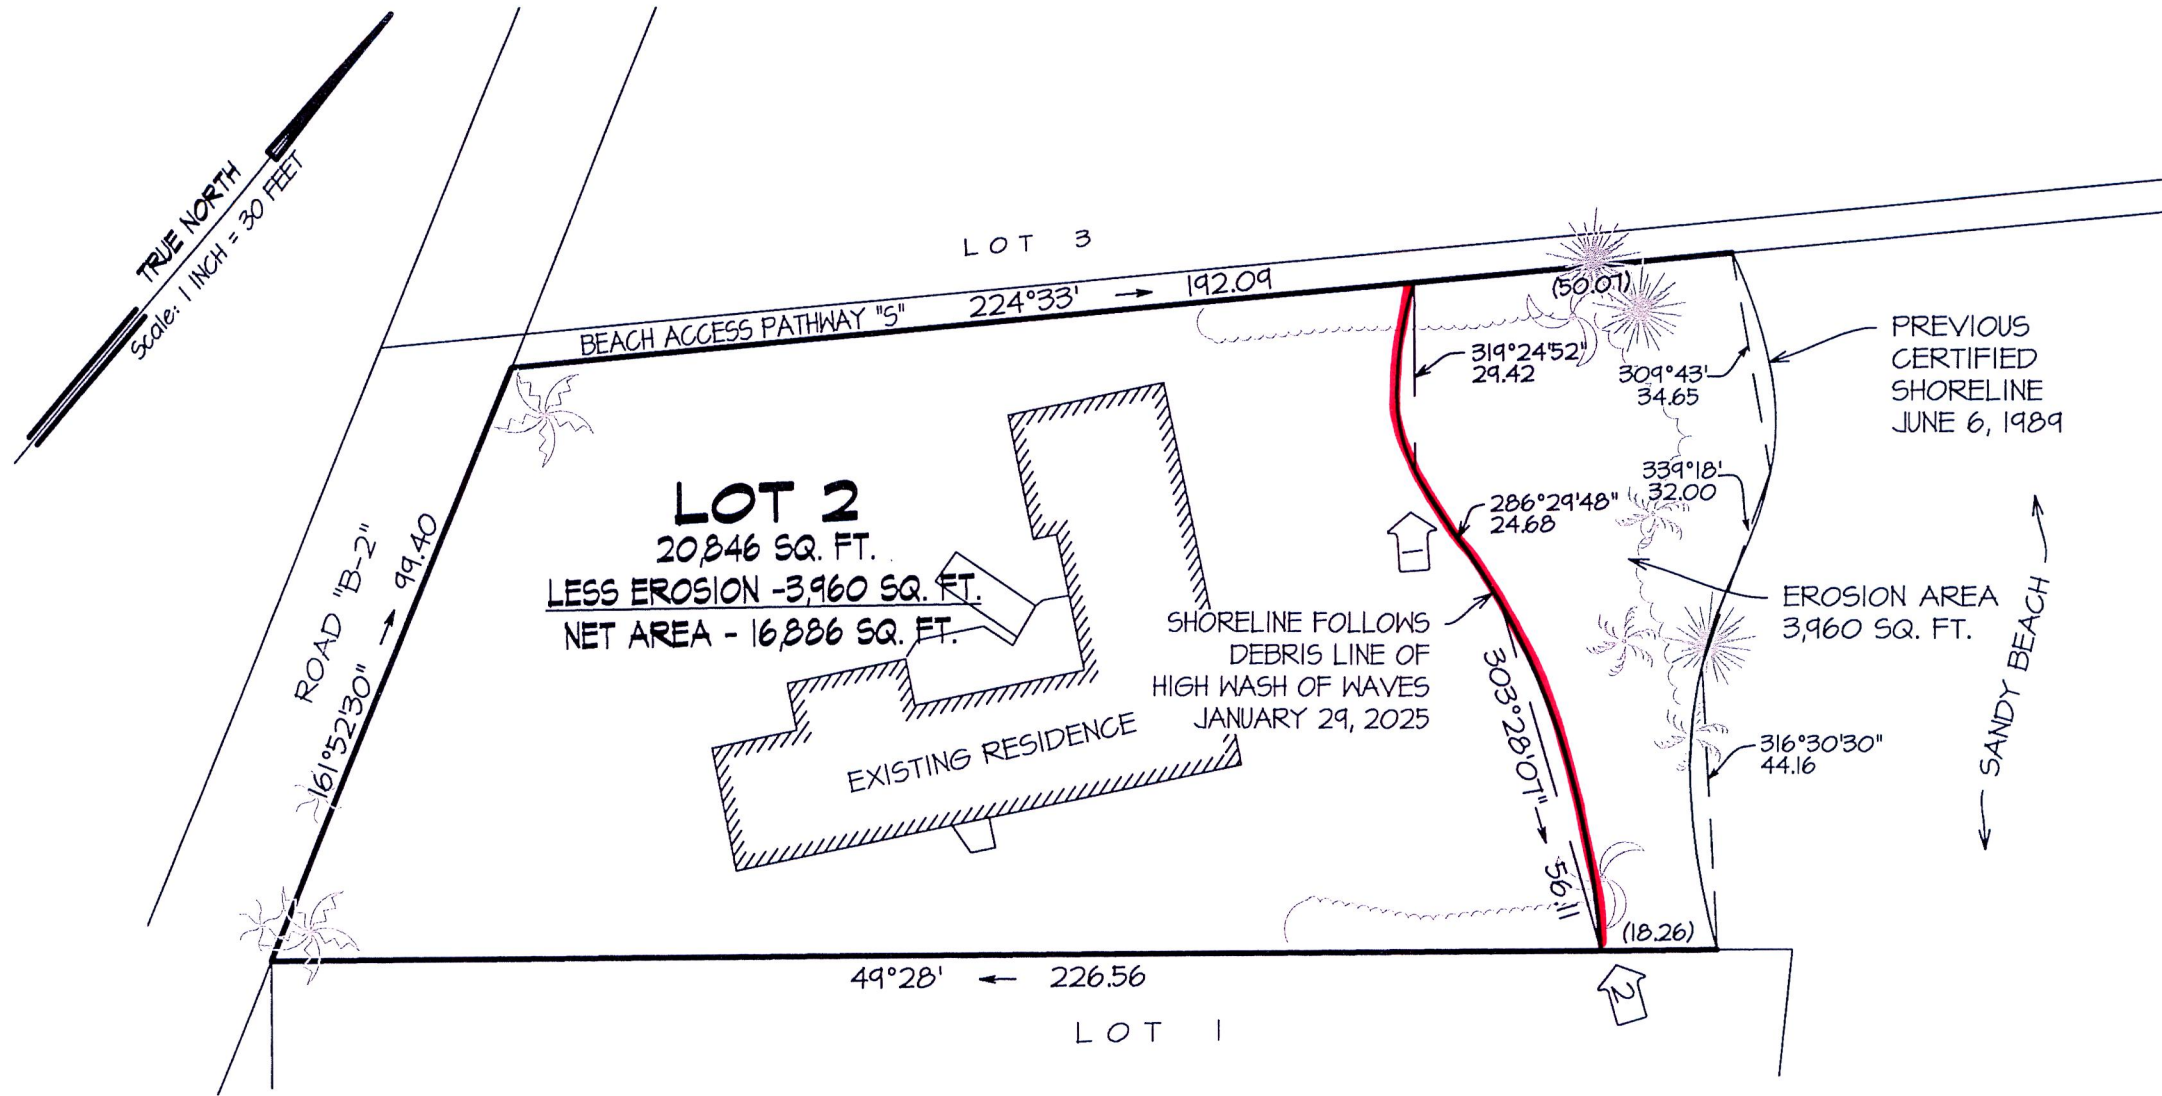 TRUE NORTH
Scale: 1 INCH = 30 FEET
LOT 3
BEACH ACCESS PATHWAY "S" 224°33' → 192.09
(50.07)
319°24'52"
29.42
309°43'
34.65
PREVIOUS
CERTIFIED
SHORELINE
JUNE 6, 1989
339°18'
32.00
286°29'48"
24.68
1
LOT 2
20,846 SQ. FT.
LESS EROSION -3,960 SQ. FT.
NET AREA - 16,886 SQ. FT.
ROAD "B-2"
161°52'30" → 99.40
SHORELINE FOLLOWS
DEBRIS LINE OF
HIGH WASH OF WAVES
JANUARY 29, 2025
EROSION AREA
3,960 SQ. FT.
← SANDY BEACH →
303°28'07" → 56.11
EXISTING RESIDENCE
316°30'30"
44.16
(18.26)
49°28' ← 226.56
2
LOT 1